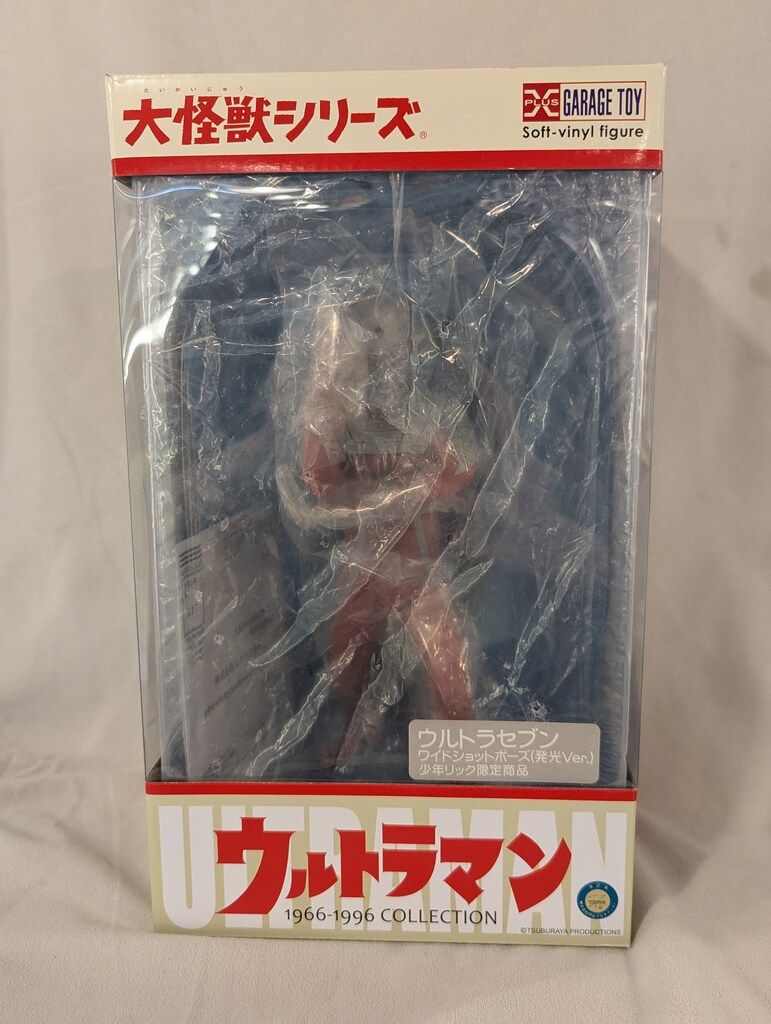 だいかいじゅう
大怪獣シリーズ®
X PLUS GARAGE TOY
Soft-vinyl figure
ウルトラセブン
ワイドショットポーズ(発光Ver.)
少年リック限定商品
ULTRAMAN
ウルトラマン
1966-1996 COLLECTION
©TSUBURAYA PRODUCTIONS